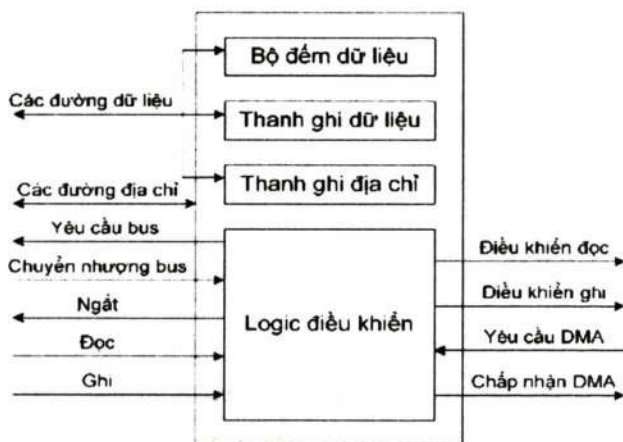 Bộ đếm dữ liệu
Các đường dữ liệu
Thanh ghi dữ liệu
Thanh ghi địa chỉ
Các đường địa chỉ
Yêu cầu bus
Chuyển nhượng bus
Ngắt
Đọc
Ghi
Logic điều khiển
Điều khiển đọc
Điều khiển ghi
Yêu cầu DMA
Chấp nhận DMA